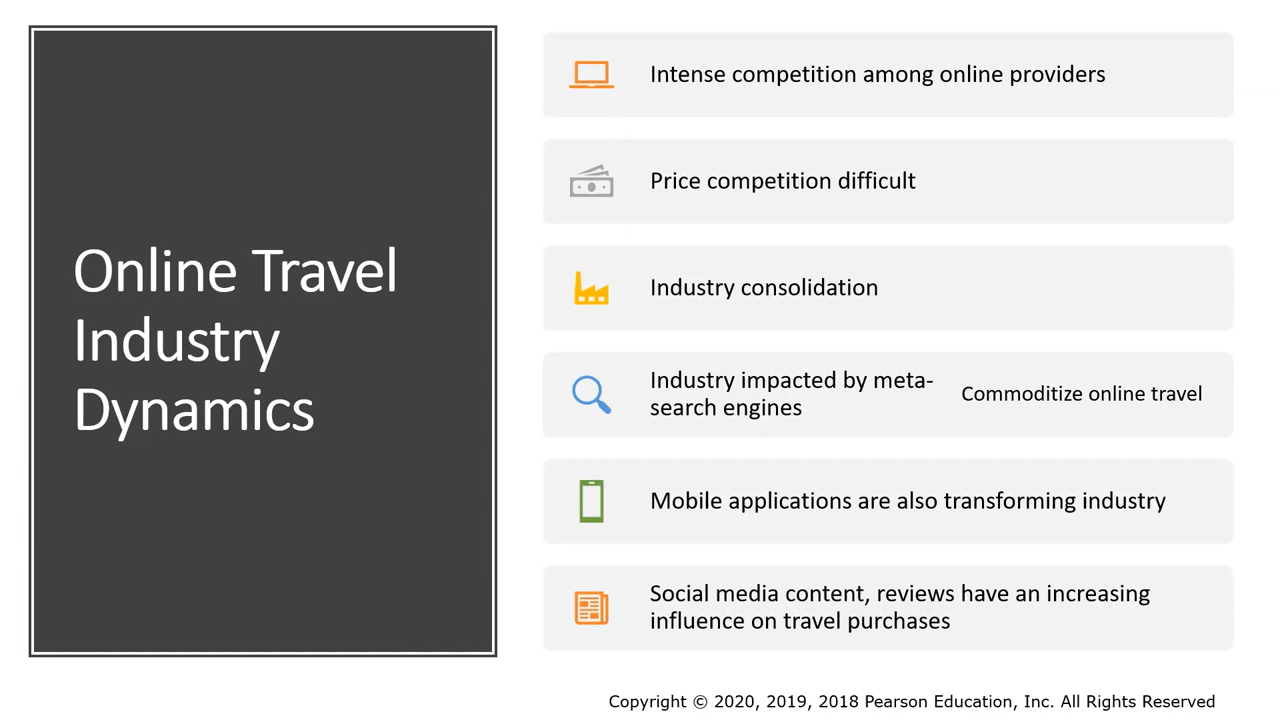 Online Travel
Industry
Dynamics
Intense competition among online providers
Price competition difficult
Industry consolidation
Industry impacted by meta-
search engines
Commoditize online travel
Mobile applications are also transforming industry
Social media content, reviews have an increasing
influence on travel purchases
Copyright © 2020, 2019, 2018 Pearson Education, Inc. All Rights Reserved